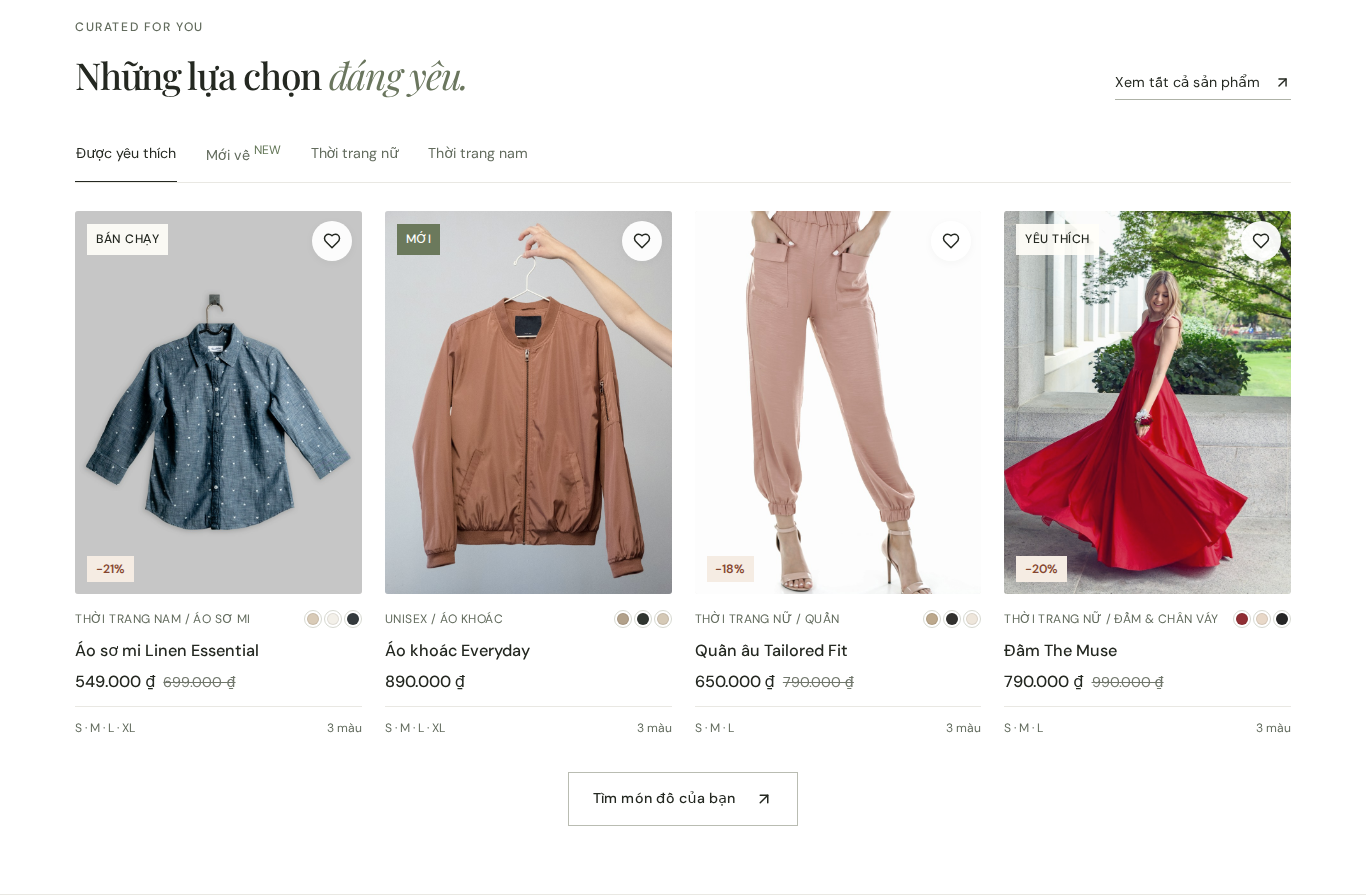 CURATED FOR YOU
Những lựa chọn đáng yêu.
Xem tất cả sản phẩm
Được yêu thích
Mới về NEW
Thời trang nữ
Thời trang nam
BÁN CHẠY
MỚI
YÊU THÍCH
-21%
-18%
-20%
THỜI TRANG NAM / ÁO SƠ MI
UNISEX / ÁO KHOÁC
THỜI TRANG NỮ / QUẦN
THỜI TRANG NỮ / ĐẦM & CHÂN VÁY
Áo sơ mi Linen Essential
Áo khoác Everyday
Quần âu Tailored Fit
Đầm The Muse
549.000 ₫ 699.000 ₫
890.000 ₫
650.000 ₫ 790.000 ₫
790.000 ₫ 990.000 ₫
S · M · L · XL
3 màu
S · M · L · XL
3 màu
S · M · L
3 màu
S · M · L
3 màu
Tìm món đồ của bạn